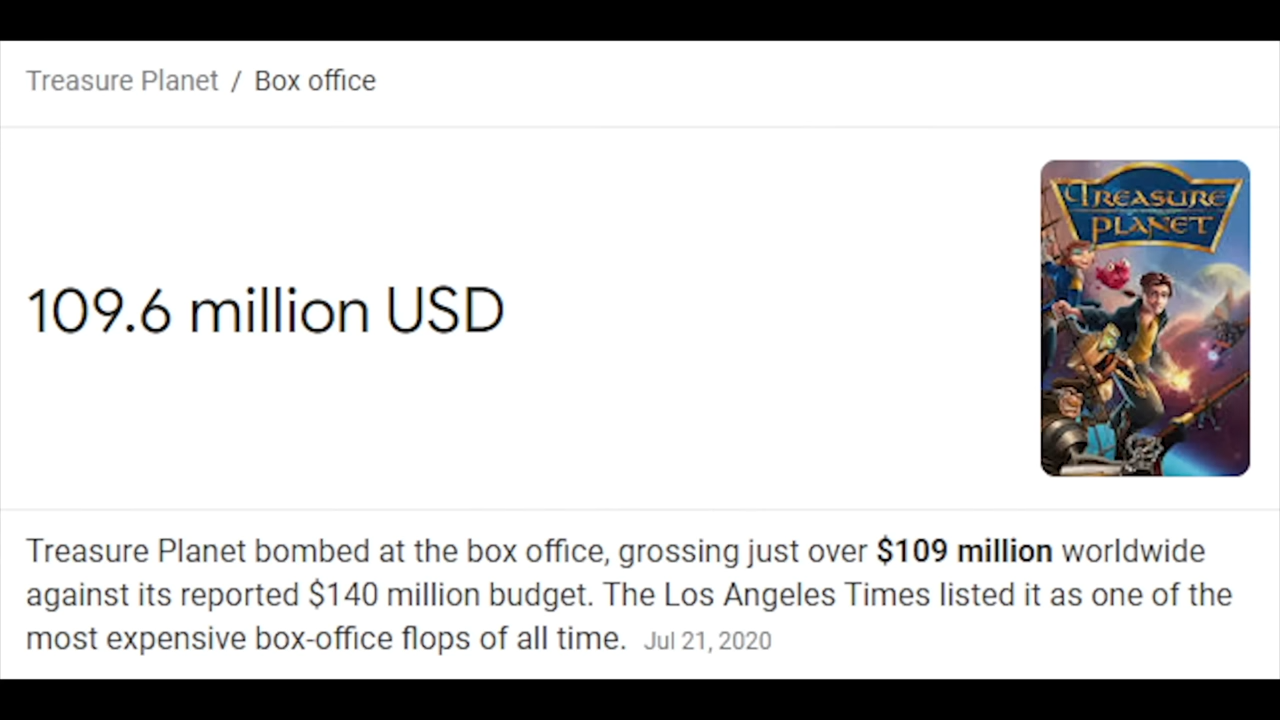 Treasure Planet / Box office
109.6 million USD
TREASURE
PLANET
Treasure Planet bombed at the box office, grossing just over $109 million worldwide
against its reported $140 million budget. The Los Angeles Times listed it as one of the
most expensive box-office flops of all time. Jul 21, 2020